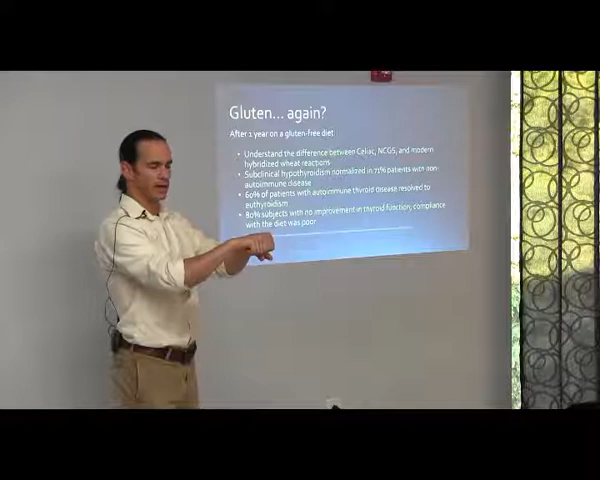 Gluten... again?
After 1 year on a gluten-free diet:
• Understand the difference between Celiac, NCGS, and modern
hybridized wheat reactions
• Subclinical hypothyroidism normalized in 71% patients with non-
autoimmune disease
• 60% of patients with autoimmune thyroid disease resolved to
euthyroidism
• 80% subjects with no improvement in thyroid function, compliance
with the diet was poor